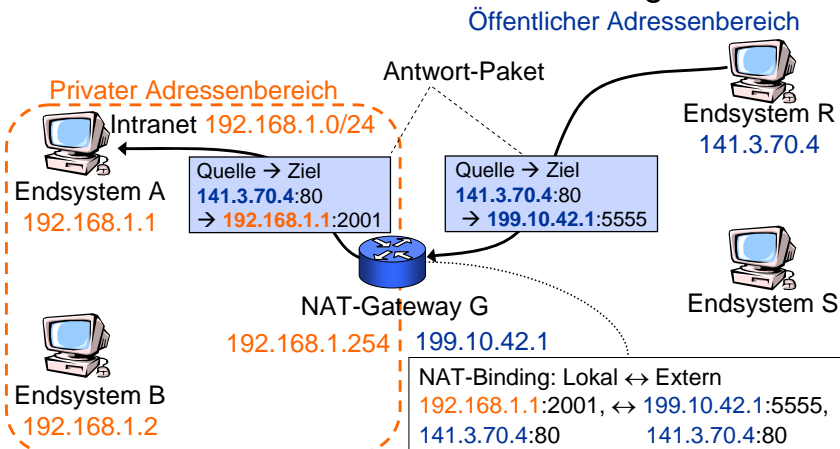 Öffentlicher Adressenbereich
Privater Adressenbereich
Antwort-Paket
Intranet 192.168.1.0/24
Endsystem R
141.3.70.4
Quelle → Ziel
141.3.70.4:80
→ 192.168.1.1:2001
Quelle → Ziel
141.3.70.4:80
→ 199.10.42.1:5555
Endsystem A
192.168.1.1
NAT-Gateway G
Endsystem S
192.168.1.254
199.10.42.1
Endsystem B
192.168.1.2
NAT-Binding: Lokal ↔ Extern
192.168.1.1:2001, ↔ 199.10.42.1:5555,
141.3.70.4:80 141.3.70.4:80